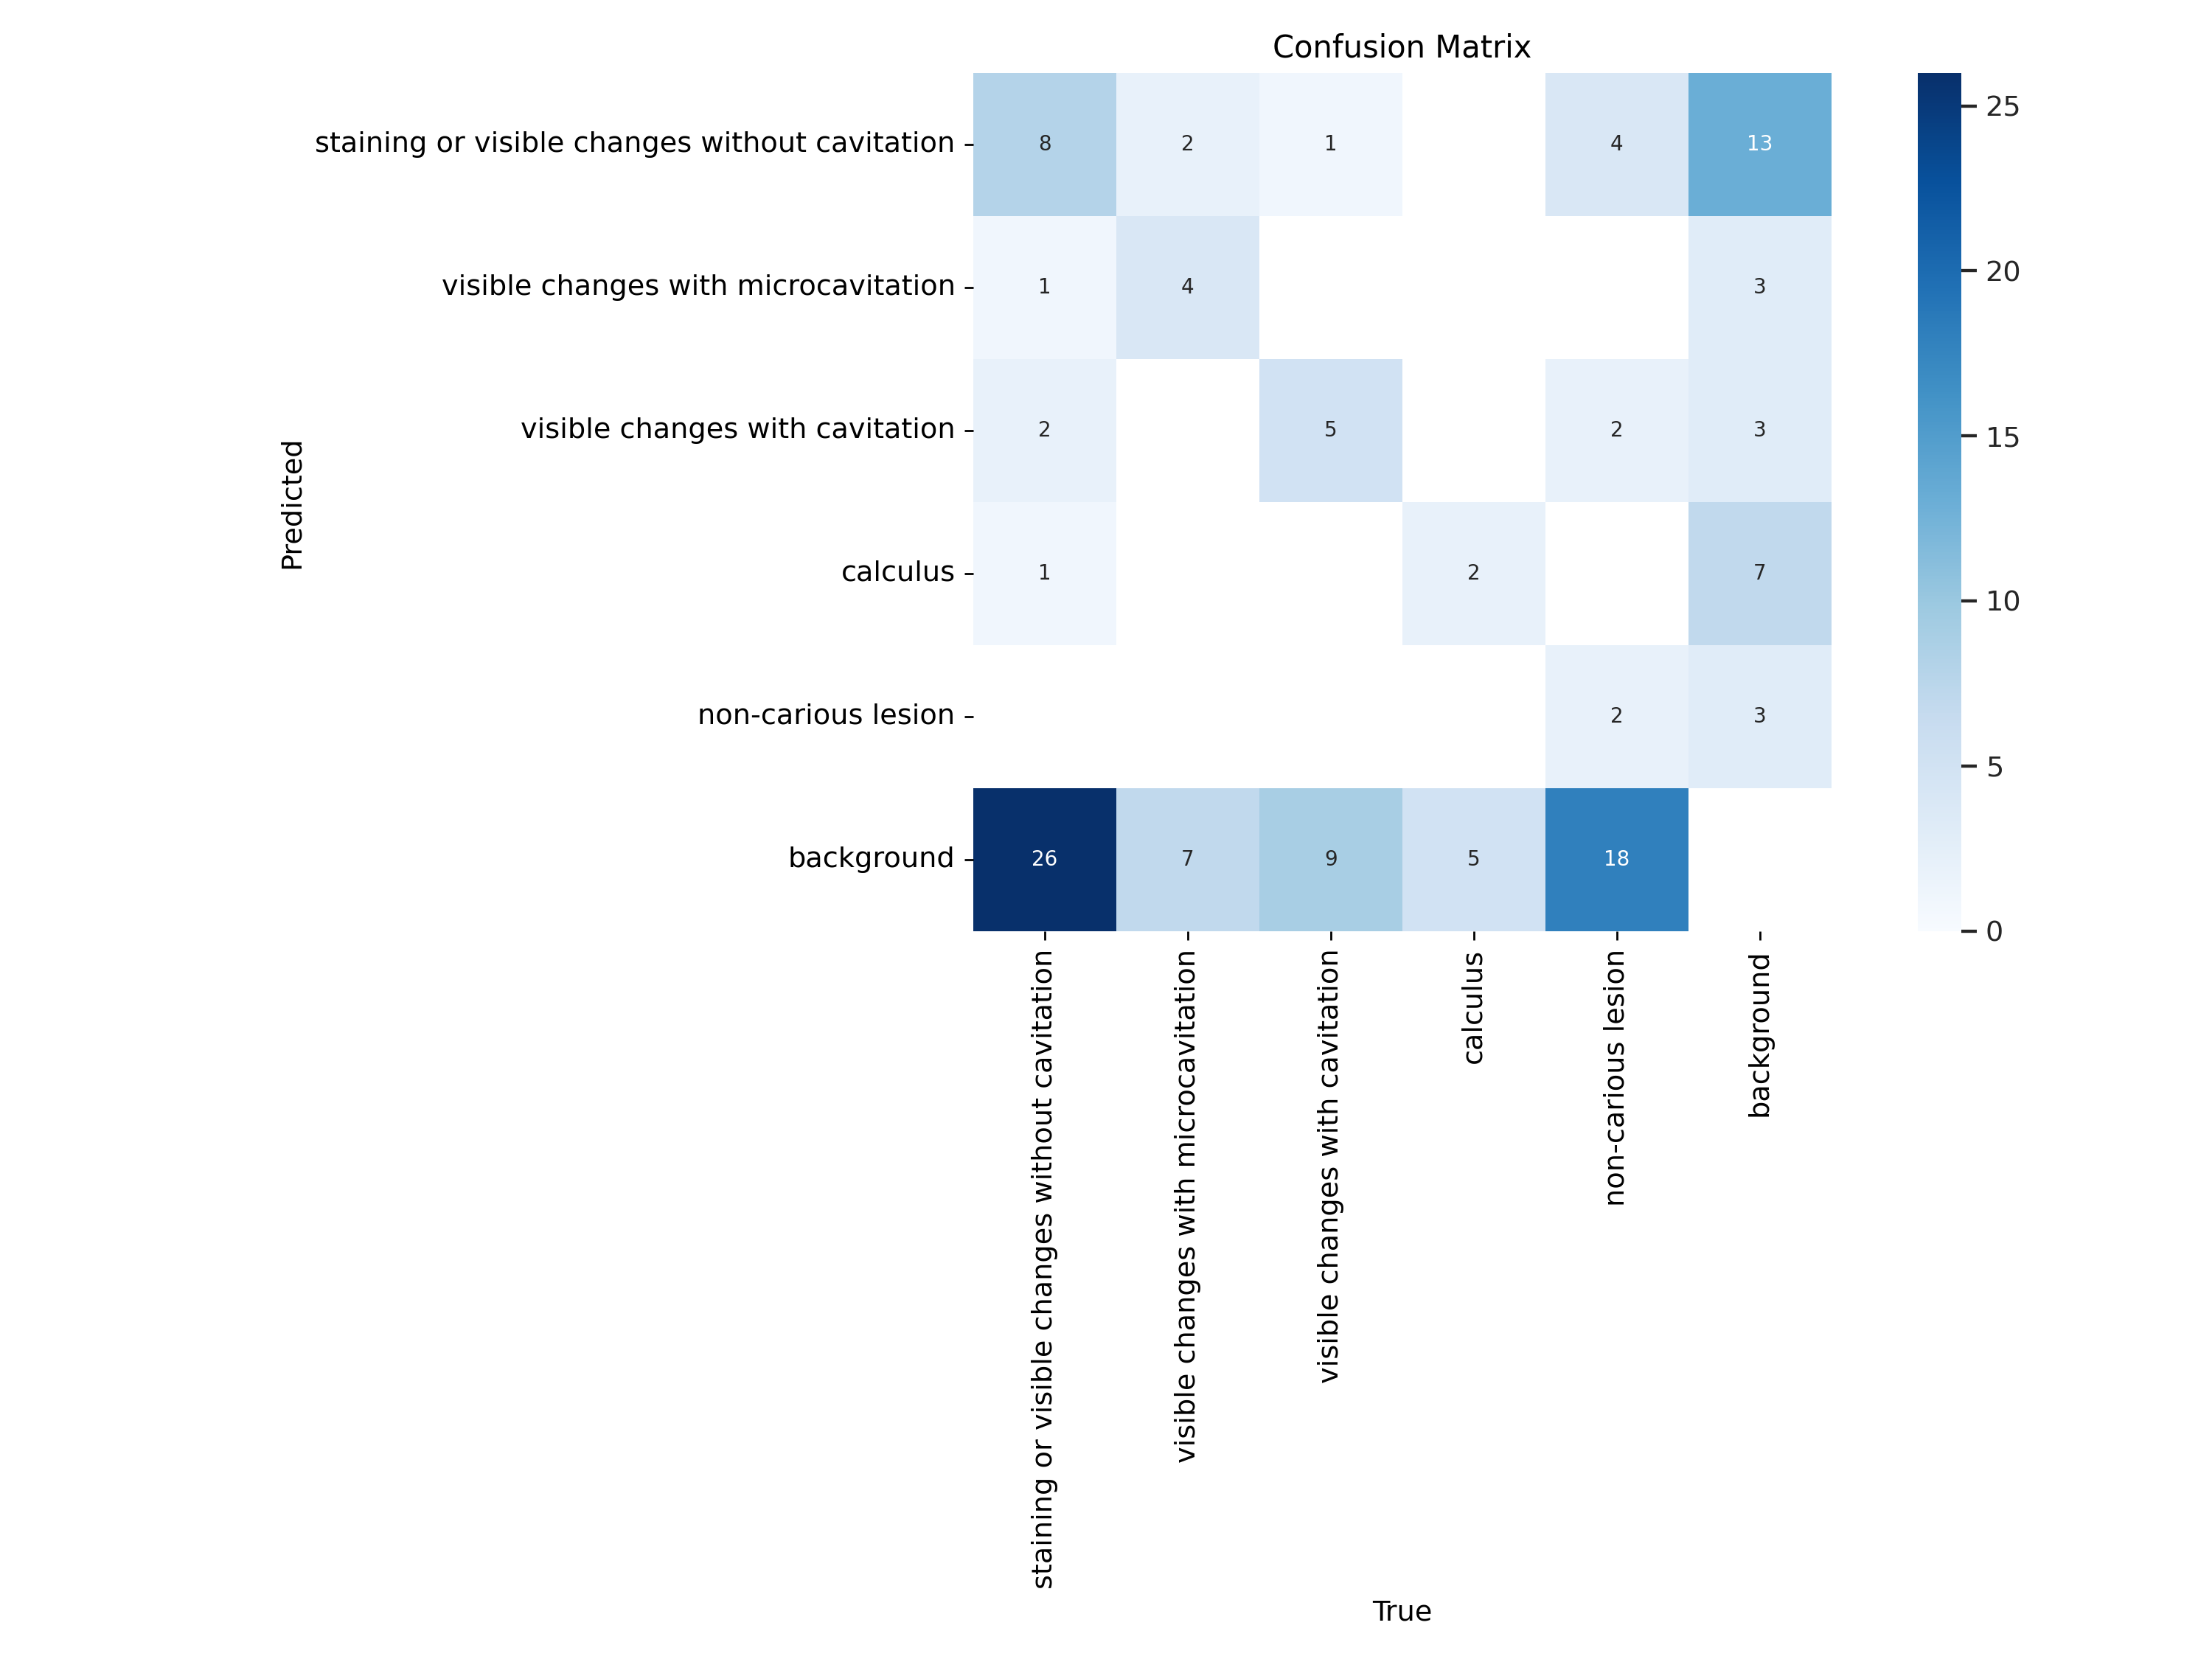 Confusion Matrix
staining or visible changes without cavitation
8
2
1
4
13
visible changes with microcavitation
1
4
3
visible changes with cavitation
2
5
2
3
calculus
1
2
7
non-carious lesion
2
3
background
26
7
9
5
18
Predicted
staining or visible changes without cavitation
visible changes with microcavitation
visible changes with cavitation
calculus
non-carious lesion
background
True
25
20
15
10
5
0